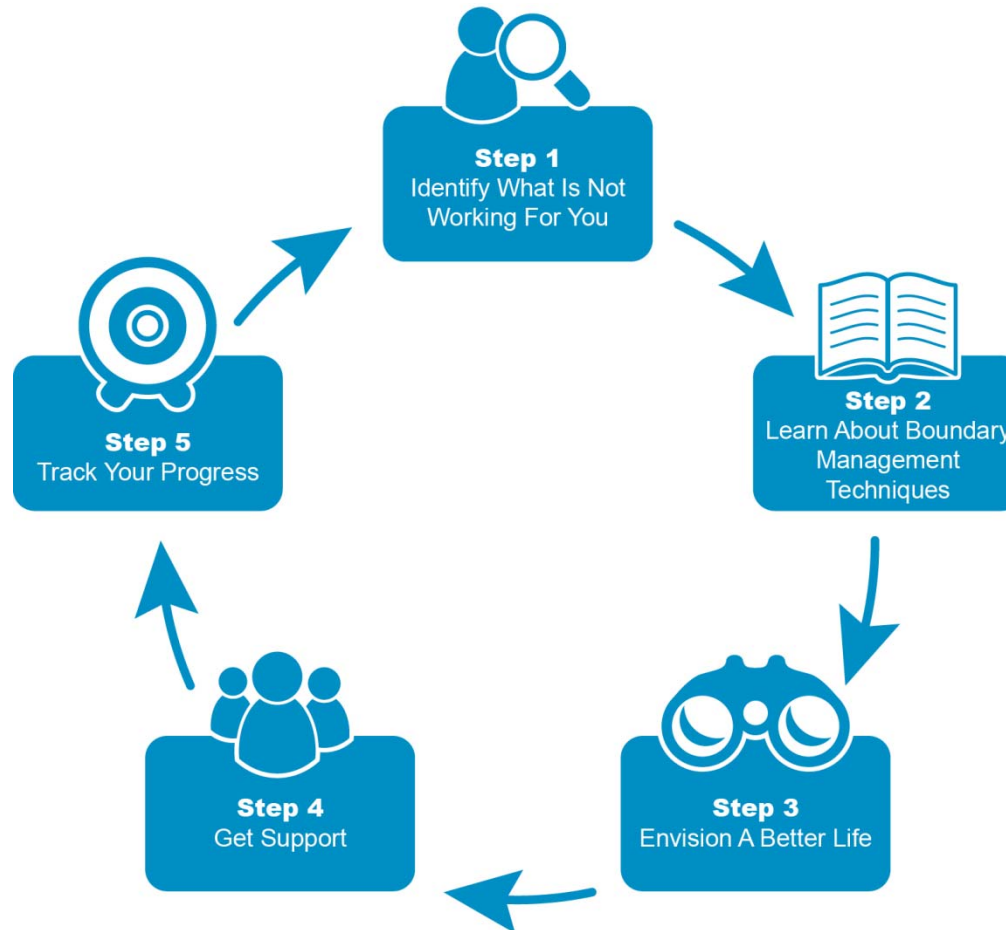 Step 1
Identify What Is Not
Working For You
Step 2
Learn About Boundary
Management
Techniques
Step 3
Envision A Better Life
Step 4
Get Support
Step 5
Track Your Progress